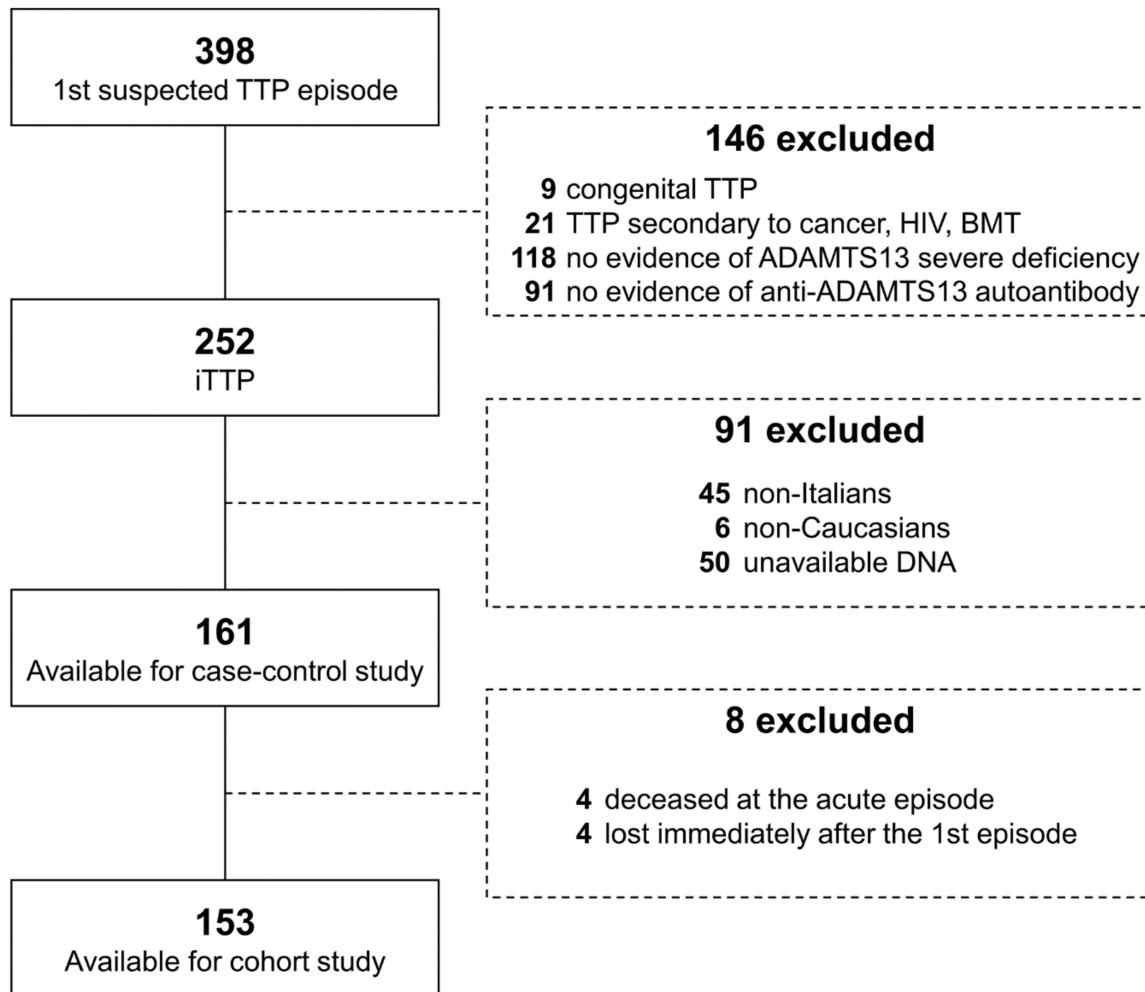 398
1st suspected TTP episode
146 excluded
9 congenital TTP
21 TTP secondary to cancer, HIV, BMT
118 no evidence of ADAMTS13 severe deficiency
91 no evidence of anti-ADAMTS13 autoantibody
252
iTTP
91 excluded
45 non-Italians
6 non-Caucasians
50 unavailable DNA
161
Available for case-control study
8 excluded
4 deceased at the acute episode
4 lost immediately after the 1st episode
153
Available for cohort study